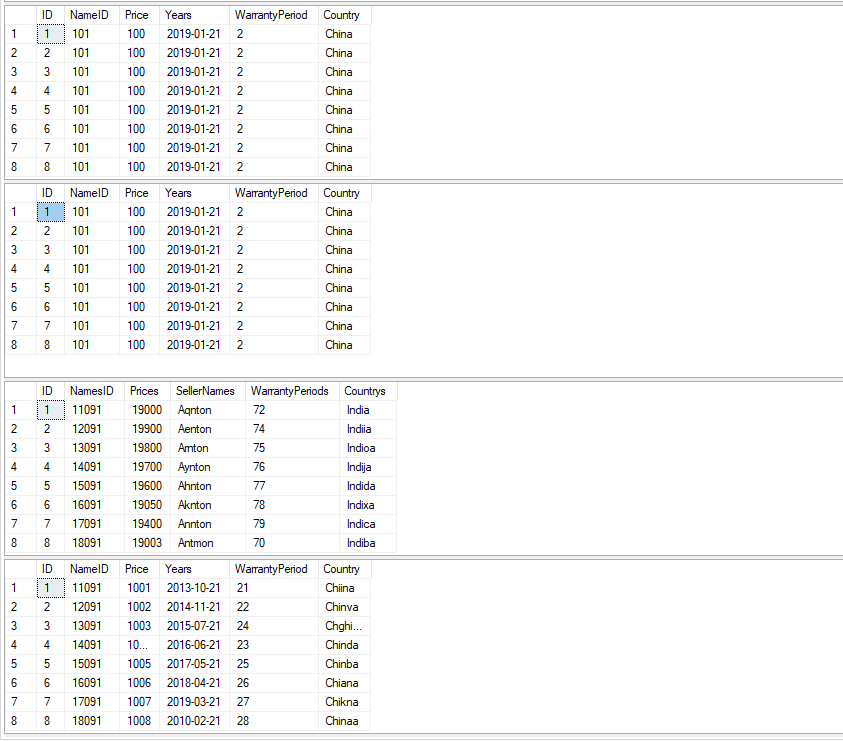 ID NameID Price Years WarrantyPeriod Country
1 1 101 100 2019-01-21 2 China
2 2 101 100 2019-01-21 2 China
3 3 101 100 2019-01-21 2 China
4 4 101 100 2019-01-21 2 China
5 5 101 100 2019-01-21 2 China
6 6 101 100 2019-01-21 2 China
7 7 101 100 2019-01-21 2 China
8 8 101 100 2019-01-21 2 China
ID NameID Price Years WarrantyPeriod Country
1 1 101 100 2019-01-21 2 China
2 2 101 100 2019-01-21 2 China
3 3 101 100 2019-01-21 2 China
4 4 101 100 2019-01-21 2 China
5 5 101 100 2019-01-21 2 China
6 6 101 100 2019-01-21 2 China
7 7 101 100 2019-01-21 2 China
8 8 101 100 2019-01-21 2 China
ID NamesID Prices SellerNames WarrantyPeriods Countrys
1 1 11091 19000 Aqnton 72 India
2 2 12091 19900 Aenton 74 Indiia
3 3 13091 19800 Arnton 75 Indioa
4 4 14091 19700 Aynton 76 Indija
5 5 15091 19600 Ahnton 77 Indida
6 6 16091 19050 Aknton 78 Indixa
7 7 17091 19400 Annton 79 Indica
8 8 18091 19003 Antmon 70 Indiba
ID NameID Price Years WarrantyPeriod Country
1 1 11091 1001 2013-10-21 21 Chiina
2 2 12091 1002 2014-11-21 22 Chinva
3 3 13091 1003 2015-07-21 24 Chghi...
4 4 14091 10... 2016-06-21 23 Chinda
5 5 15091 1005 2017-05-21 25 Chinba
6 6 16091 1006 2018-04-21 26 Chiana
7 7 17091 1007 2019-03-21 27 Chikna
8 8 18091 1008 2010-02-21 28 Chinaa